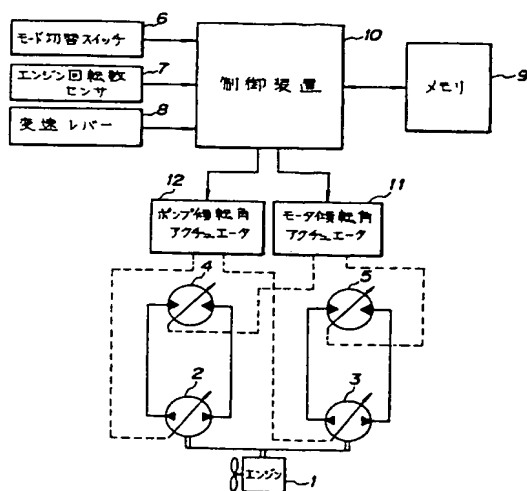 6
モード切替スイッチ
10
7
エンジン回転数
センサ
制御装置
メモリ
9
8
変速レバー
12
ポンプ傾転角
アクチュエータ
11
モータ傾転角
アクチュエータ
4
5
2
3
エンジン
1